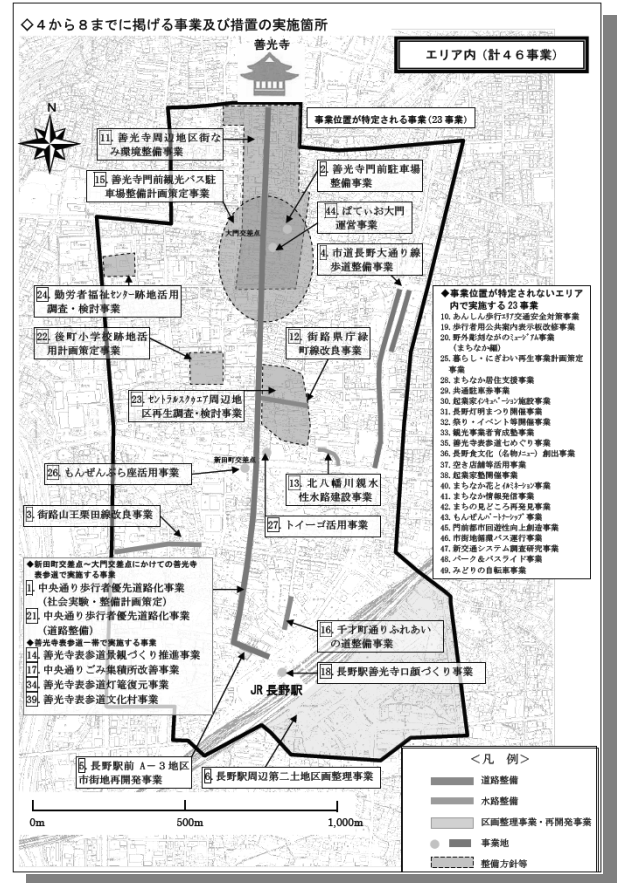 ◇４から８までに掲げる事業及び措置の実施箇所
善光寺
エリア内（計４６事業）
N
事業位置が特定される事業(23事業)
11. 善光寺周辺地区街な
み環境整備事業
15. 善光寺門前観光バス駐
車場整備計画策定事業
2. 善光寺門前駐車場
整備事業
44. ぱてぃお大門
運営事業
大門交差点
4. 市道長野大通り線
歩道整備事業
24. 勤労者福祉センター跡地活用
調査・検討事業
22. 後町小学校跡地活
用計画策定事業
12. 街路県庁緑
町線改良事業
23. セントラルスクウエア周辺地
区再生調査・検討事業
新田町交差点
26. もんぜんぷら座活用事業
13. 北八幡川親水
性水路建設事業
3. 街路山王栗田線改良事業
27. トイーゴ活用事業
◆事業位置が特定されないエリア
内で実施する 23 事業
10. あんしん歩行エリア交通安全対策事業
19. 歩行者用公共案内表示板改修事業
20. 野外彫刻ながのミュージアム事業
（まちなか編）
25. 暮らし・にぎわい再生事業計画策定
事業
28. まちなか居住支援事業
29. 共通駐車券事業
30. 起業家インキュベーション施設事業
31. 長野灯明まつり開催事業
32. 祭り・イベント等開催事業
33. 観光事業者育成塾事業
35. 善光寺表参道七めぐり事業
36. 長野食文化（名物メニュー）創出事業
37. 空き店舗等活用事業
38. 起業家塾開催事業
40. まちなか花とイルミネーション事業
41. まちなか情報発信事業
42. まちの見どころ再発見事業
43. もんぜんパートナーシップ事業
45. 門前都市回遊性向上創造事業
46. 市街地循環バス運行事業
47. 新交通システム調査研究事業
48. パーク＆バスライド事業
49. みどりの自転車事業
◆新田町交差点～大門交差点にかけての善光寺
表参道で実施する事業
1. 中央通り歩行者優先道路化事業
(社会実験・整備計画策定)
21. 中央通り歩行者優先道路化事業
(道路整備)
◆善光寺表参道一帯で実施する事業
14. 善光寺表参道景観づくり推進事業
17. 中央通りごみ集積所改善事業
34. 善光寺表参道灯篭復元事業
39. 善光寺表参道文化村事業
16. 千才町通りふれあい
の道整備事業
18. 長野駅善光寺口顔づくり事業
JR 長野駅
5. 長野駅前 A－３地区
市街地再開発事業
6. 長野駅周辺第二土地区画整理事業
＜凡 例＞
道路整備
水路整備
区画整理事業・再開発事業
事業地
整備方針等
0m 500m 1,000m